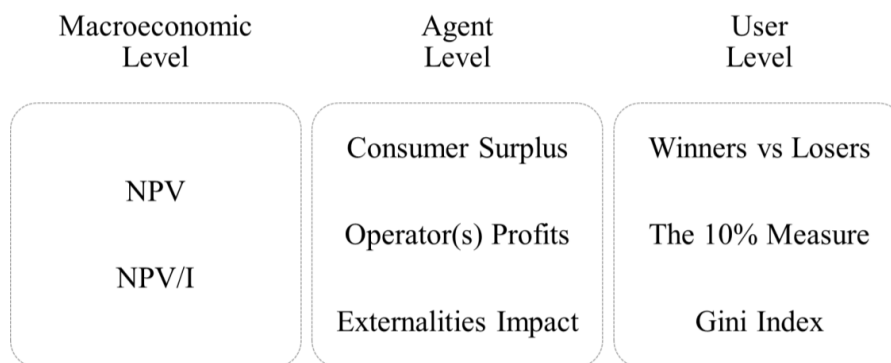 Macroeconomic
Level
NPV
NPV/I
Agent
Level
Consumer Surplus
Operator(s) Profits
Externalities Impact
User
Level
Winners vs Losers
The 10% Measure
Gini Index